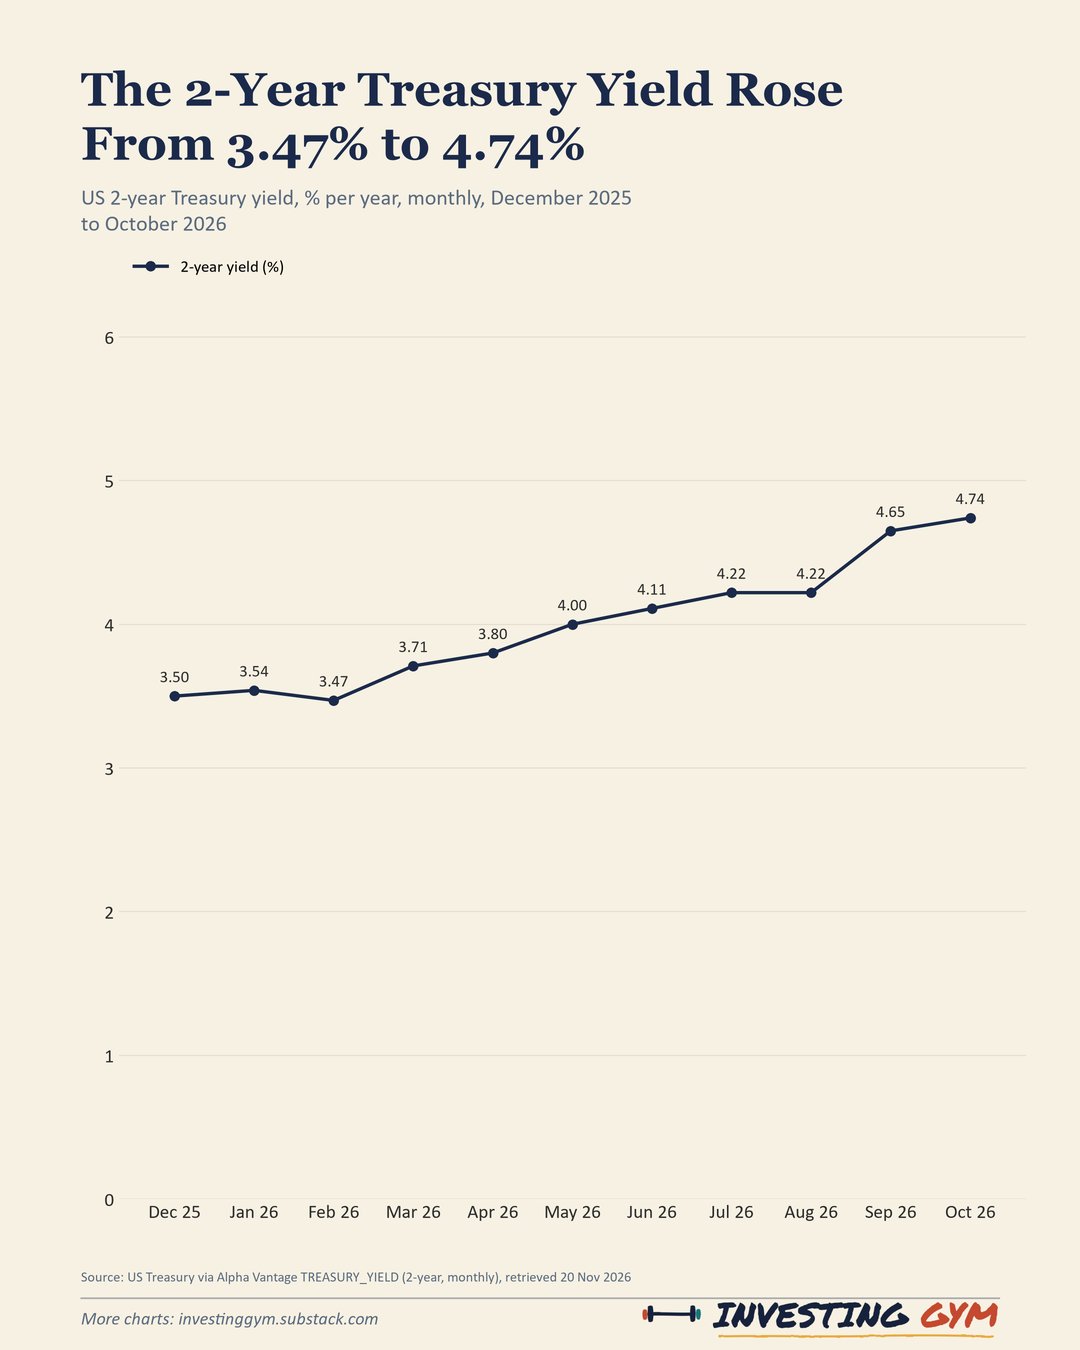 The 2-Year Treasury Yield Rose
From 3.47% to 4.74%
US 2-year Treasury yield, % per year, monthly, December 2025
to October 2026
2-year yield (%)
6
5
4
3
2
1
0
3.50
3.54
3.47
3.71
3.80
4.00
4.11
4.22
4.22
4.65
4.74
Dec 25 Jan 26 Feb 26 Mar 26 Apr 26 May 26 Jun 26 Jul 26 Aug 26 Sep 26 Oct 26
Source: US Treasury via Alpha Vantage TREASURY_YIELD (2-year, monthly), retrieved 20 Nov 2026
More charts: investinggym.substack.com
INVESTING GYM